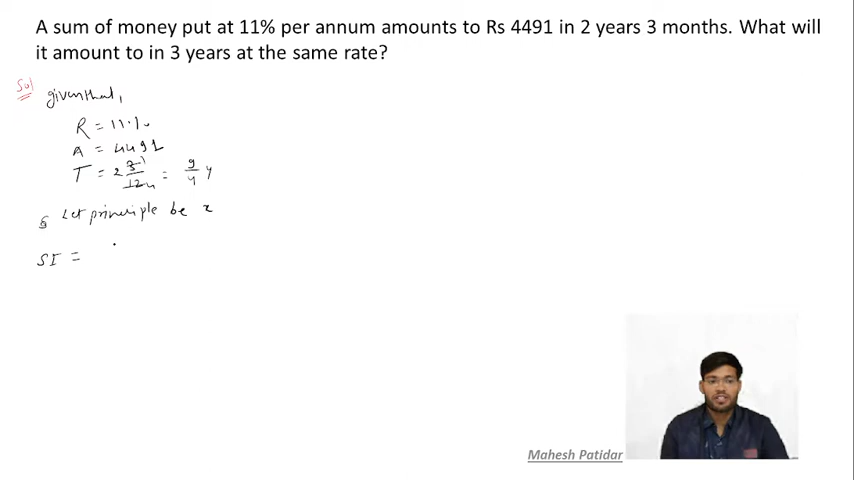 A sum of money put at 11% per annum amounts to Rs 4491 in 2 years 3 months. What will
it amount to in 3 years at the same rate?
Sol
given that,
R = 11%
A = 4491
T = 2 3/12 = 9/4 y
Let principle be x
SI =
Mahesh Patidar